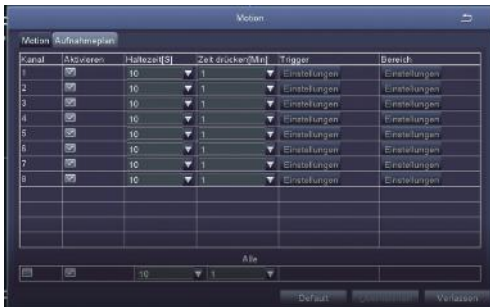 Motion
Motion Aufnahmeplan
Kanal Aktivieren Haltezeit[S] Zeit drücken[Min] Trigger Bereich
1 10 1 Einstellungen Einstellungen
2 10 1 Einstellungen Einstellungen
3 10 1 Einstellungen Einstellungen
4 10 1 Einstellungen Einstellungen
5 10 1 Einstellungen Einstellungen
6 10 1 Einstellungen Einstellungen
7 10 1 Einstellungen Einstellungen
8 10 1 Einstellungen Einstellungen
Alle
10 1
Default Verlassen